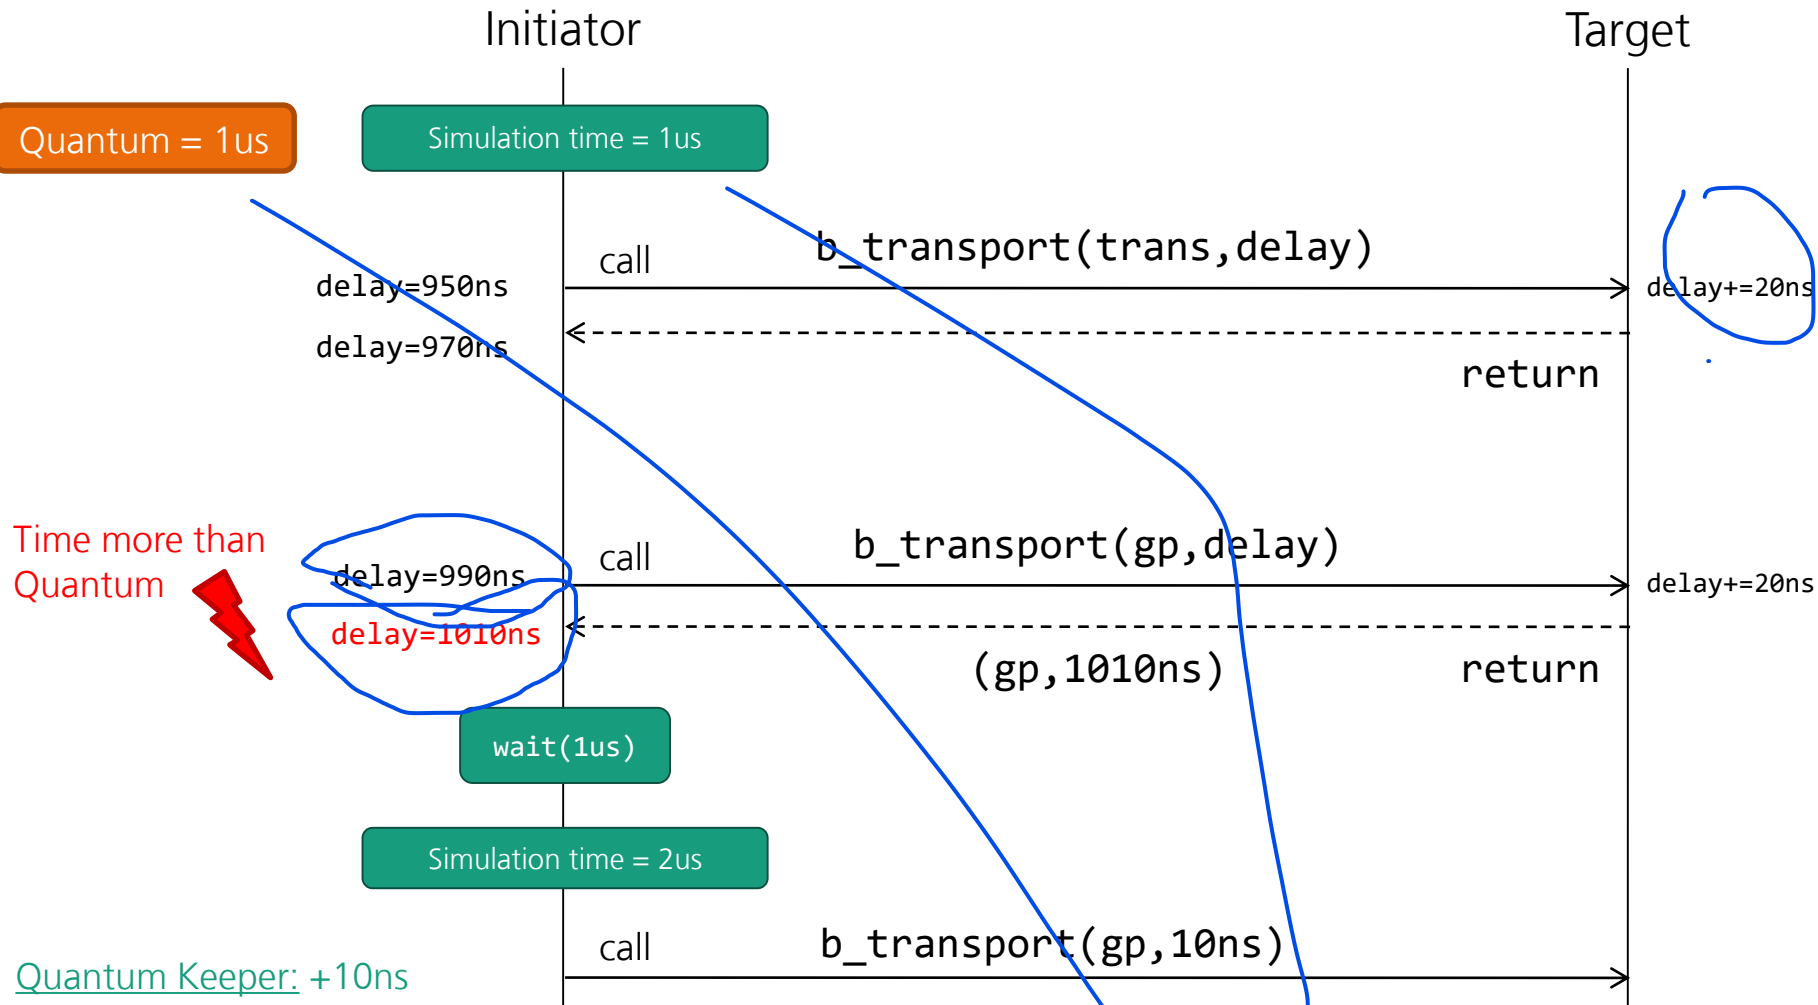 Initiator
Target
Quantum = 1us
Simulation time = 1us
call
b_transport(trans,delay)
delay=950ns
delay+=20ns
delay=970ns
return
Time more than
Quantum
call
b_transport(gp,delay)
delay=990ns
delay+=20ns
delay=1010ns
(gp,1010ns)
return
wait(1us)
Simulation time = 2us
call
b_transport(gp,10ns)
Quantum Keeper: +10ns